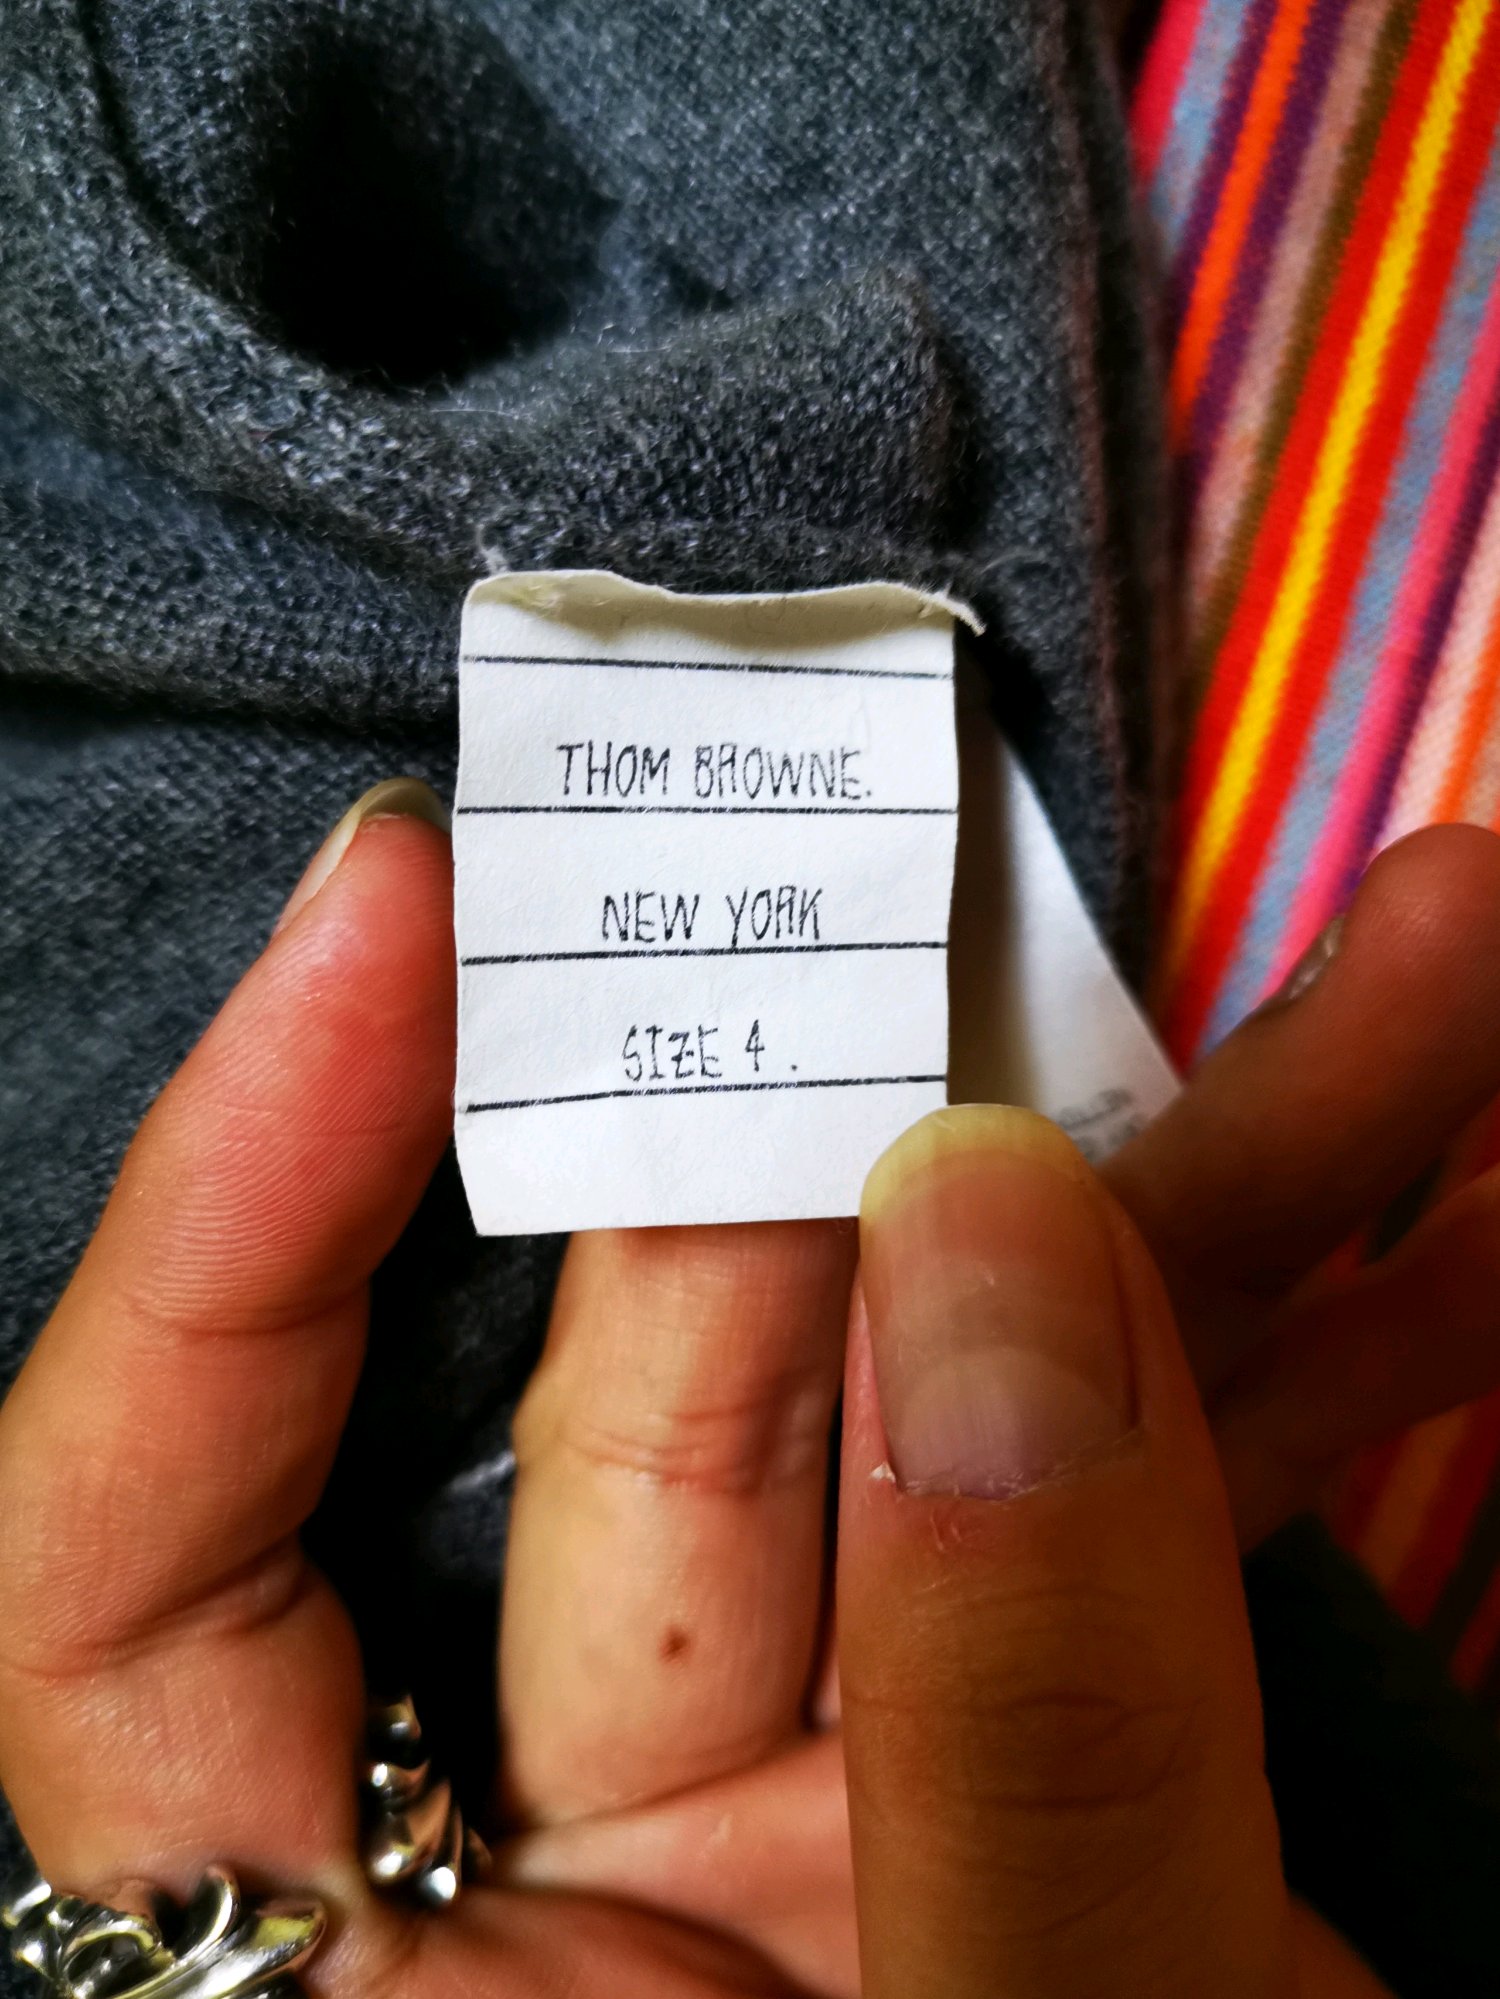 THOM BROWNE.
NEW YORK
SIZE 4 .